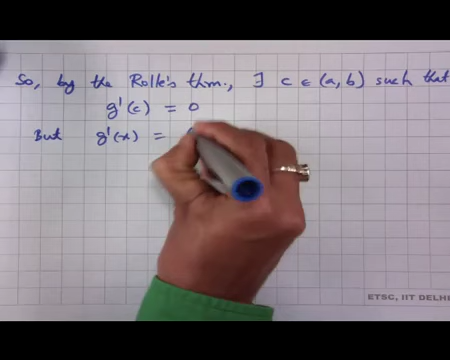 So, by the Rolle's thm., ∃ c ∈ (a, b) such that
g'(c) = 0
But g'(x) =
ETSC, IIT DELHI